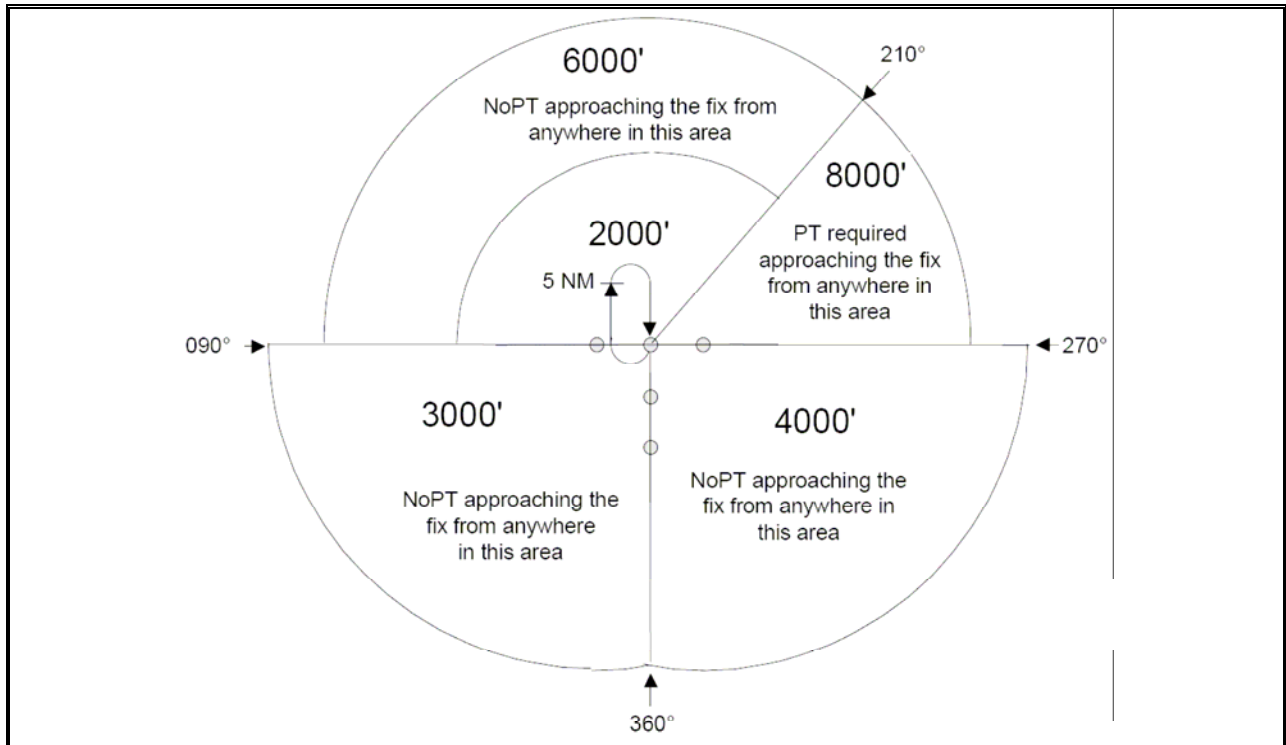 6000'
NoPT approaching the fix from
anywhere in this area
210°
8000'
PT required
approaching the fix
from anywhere in
this area
2000'
5 NM
090°
270°
3000'
NoPT approaching the
fix from anywhere
in this area
4000'
NoPT approaching the
fix from anywhere in
this area
360°